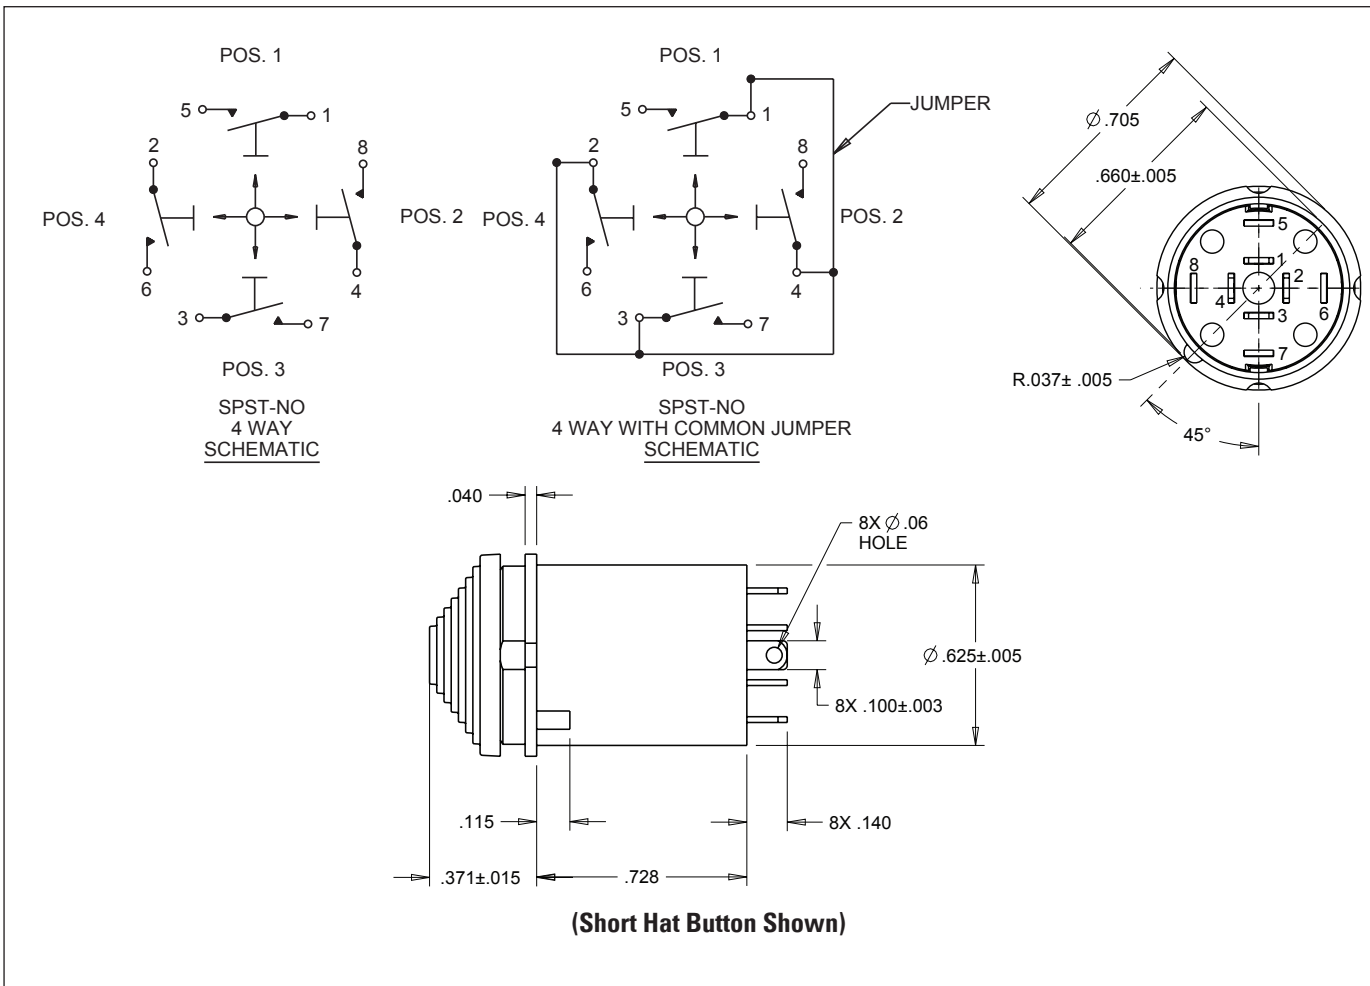 POS. 1
5
1
2
8
POS. 4
POS. 2
6
4
3
7
POS. 3
SPST-NO
4 WAY
SCHEMATIC
POS. 1
5
1
JUMPER
2
8
POS. 4
POS. 2
6
4
3
7
POS. 3
SPST-NO
4 WAY WITH COMMON JUMPER
SCHEMATIC
Ø .705
.660±.005
5
1
8
2
4
3
6
7
R.037± .005
45°
.040
8X Ø .06
HOLE
Ø .625±.005
8X .100±.003
.115
8X .140
.371±.015
.728
(Short Hat Button Shown)